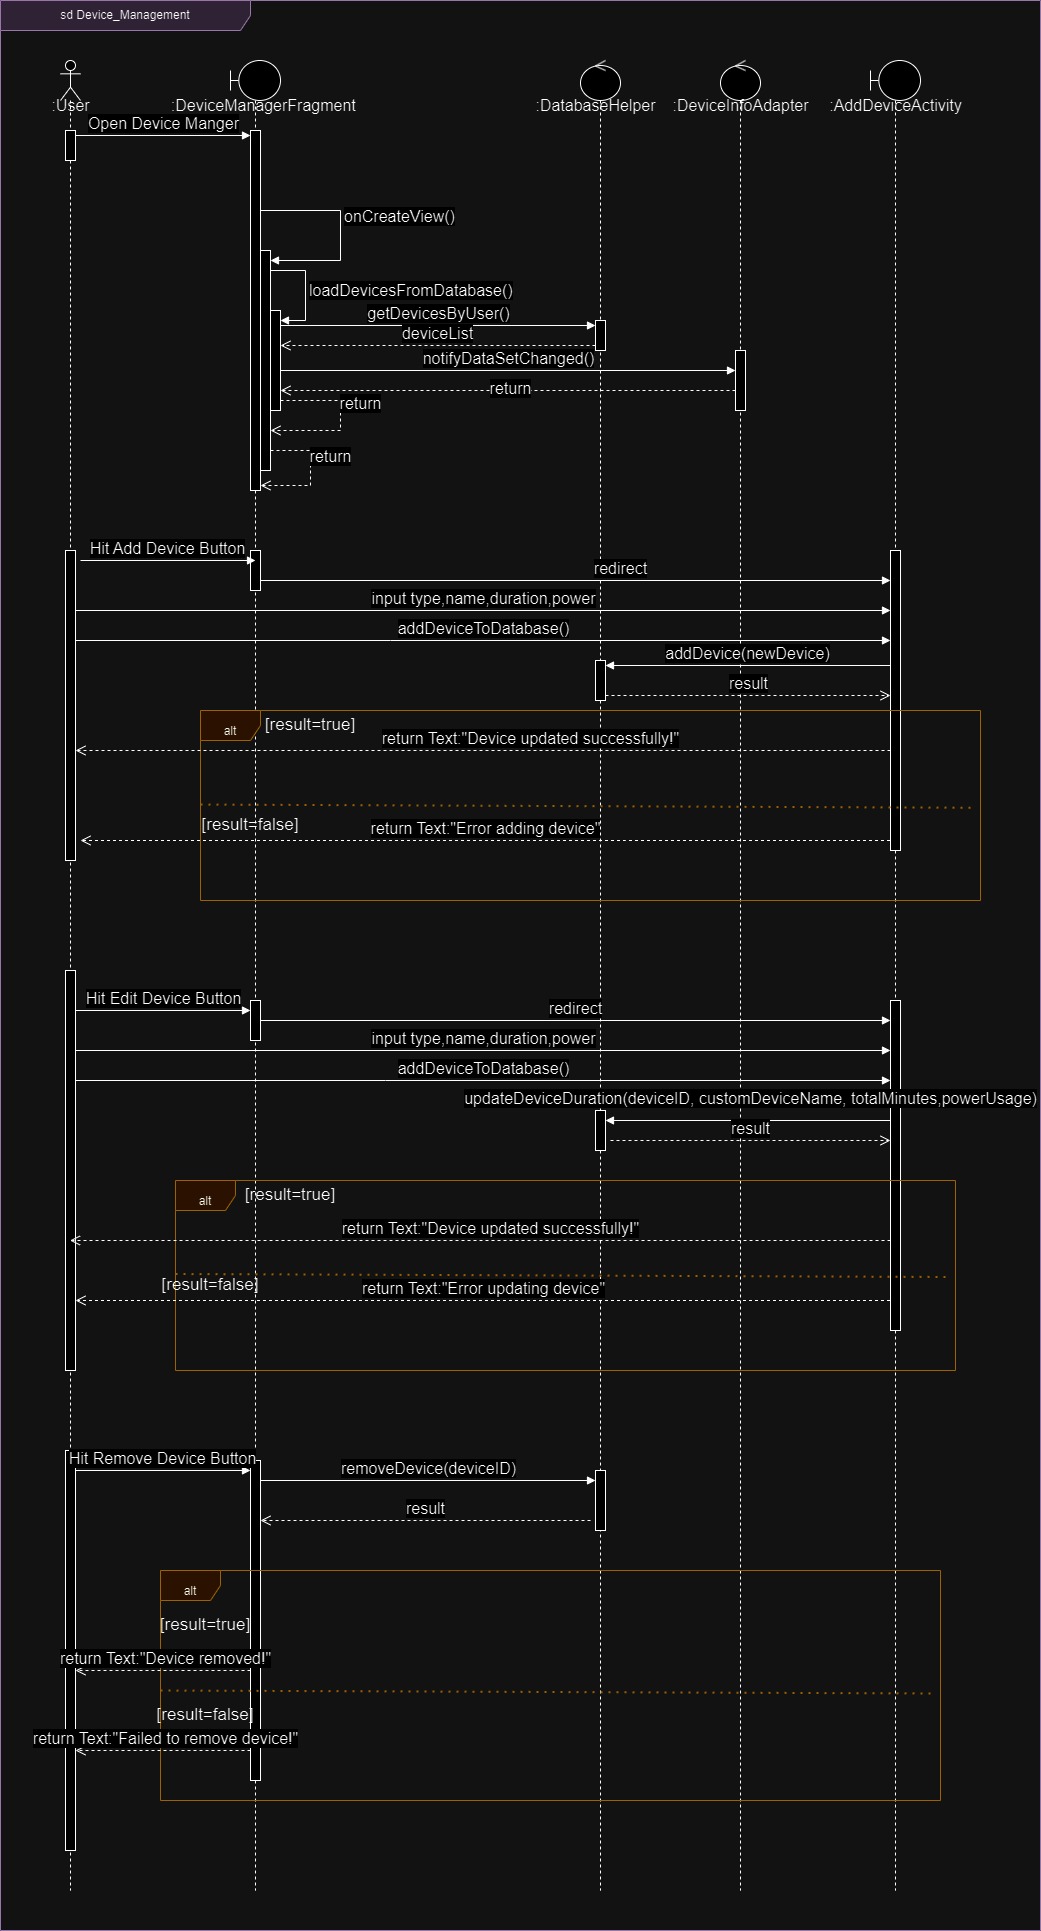 sd Device_Management
:User
:DeviceManagerFragment
:DatabaseHelper
:DeviceInfoAdapter
:AddDeviceActivity
Open Device Manger
onCreateView()
loadDevicesFromDatabase()
getDevicesByUser()
deviceList
notifyDataSetChanged()
return
return
return
Hit Add Device Button
redirect
input type,name,duration,power
addDeviceToDatabase()
addDevice(newDevice)
result
alt
[result=true]
return Text:"Device updated successfully!"
[result=false]
return Text:"Error adding device"
Hit Edit Device Button
redirect
input type,name,duration,power
addDeviceToDatabase()
updateDeviceDuration(deviceID, customDeviceName, totalMinutes,powerUsage)
result
alt
[result=true]
return Text:"Device updated successfully!"
[result=false]
return Text:"Error updating device"
Hit Remove Device Button
removeDevice(deviceID)
result
alt
[result=true]
return Text:"Device removed!"
[result=false]
return Text:"Failed to remove device!"